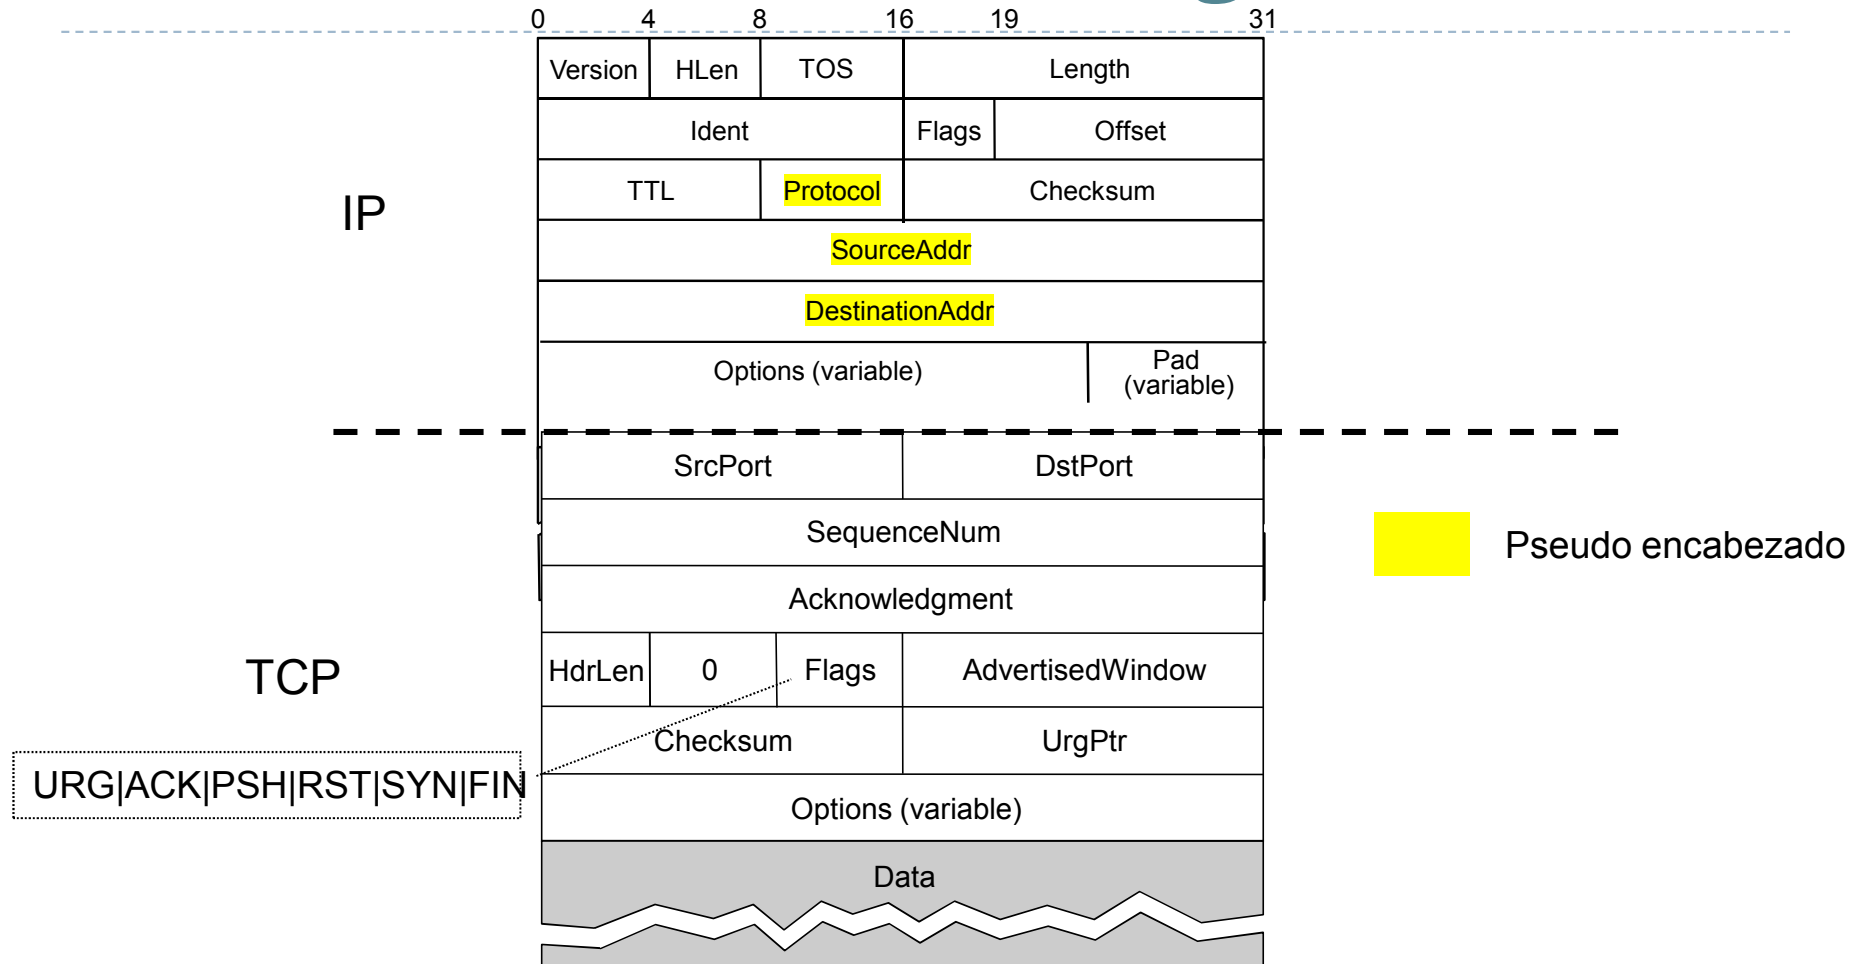 0 4 8 16 19 31
Version HLen TOS Length
Ident Flags Offset
TTL Protocol Checksum
IP
SourceAddr
DestinationAddr
Options (variable) Pad
(variable)
SrcPort DstPort
SequenceNum
Pseudo encabezado
Acknowledgment
TCP
HdrLen 0 Flags AdvertisedWindow
Checksum UrgPtr
URG|ACK|PSH|RST|SYN|FIN
Options (variable)
Data